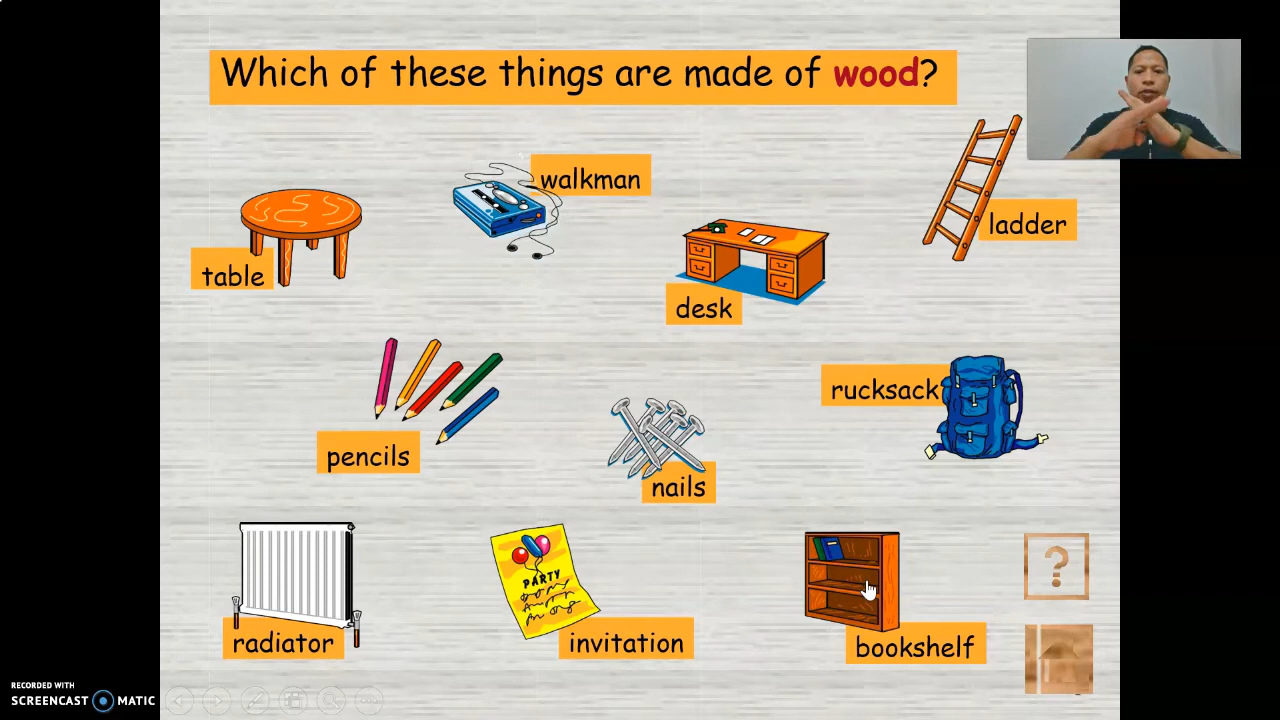 Which of these things are made of wood?
walkman
ladder
table
desk
rucksack
pencils
nails
PARTY
radiator
invitation
bookshelf
?
RECORDED WITH
SCREENCAST MATIC